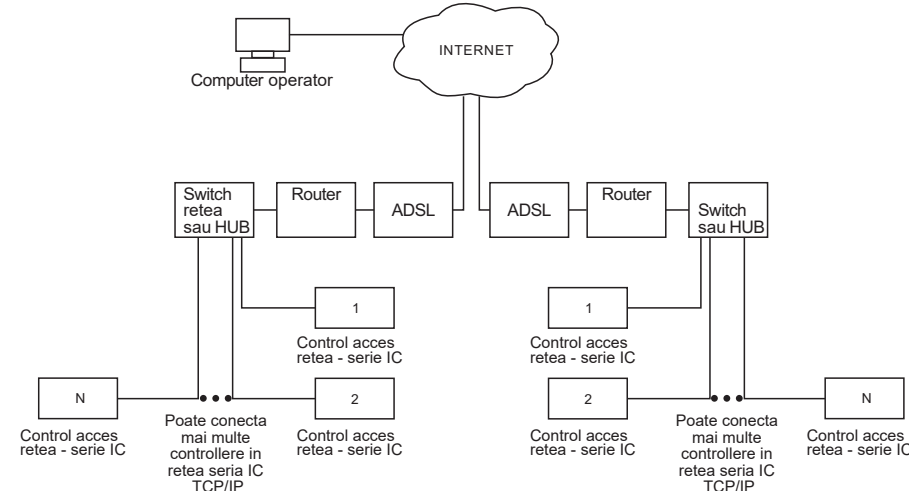 INTERNET
Computer operator
Switch
retea
sau HUB
Router
ADSL
ADSL
Router
Switch
sau HUB
1
Control acces
retea - serie IC
1
Control acces
retea - serie IC
N
Control acces
retea - serie IC
Poate conecta
mai multe
controllere in
retea seria IC
TCP/IP
2
Control acces
retea - serie IC
2
Control acces
retea - serie IC
Poate conecta
mai multe
controllere in
retea seria IC
TCP/IP
N
Control acces
retea - serie IC